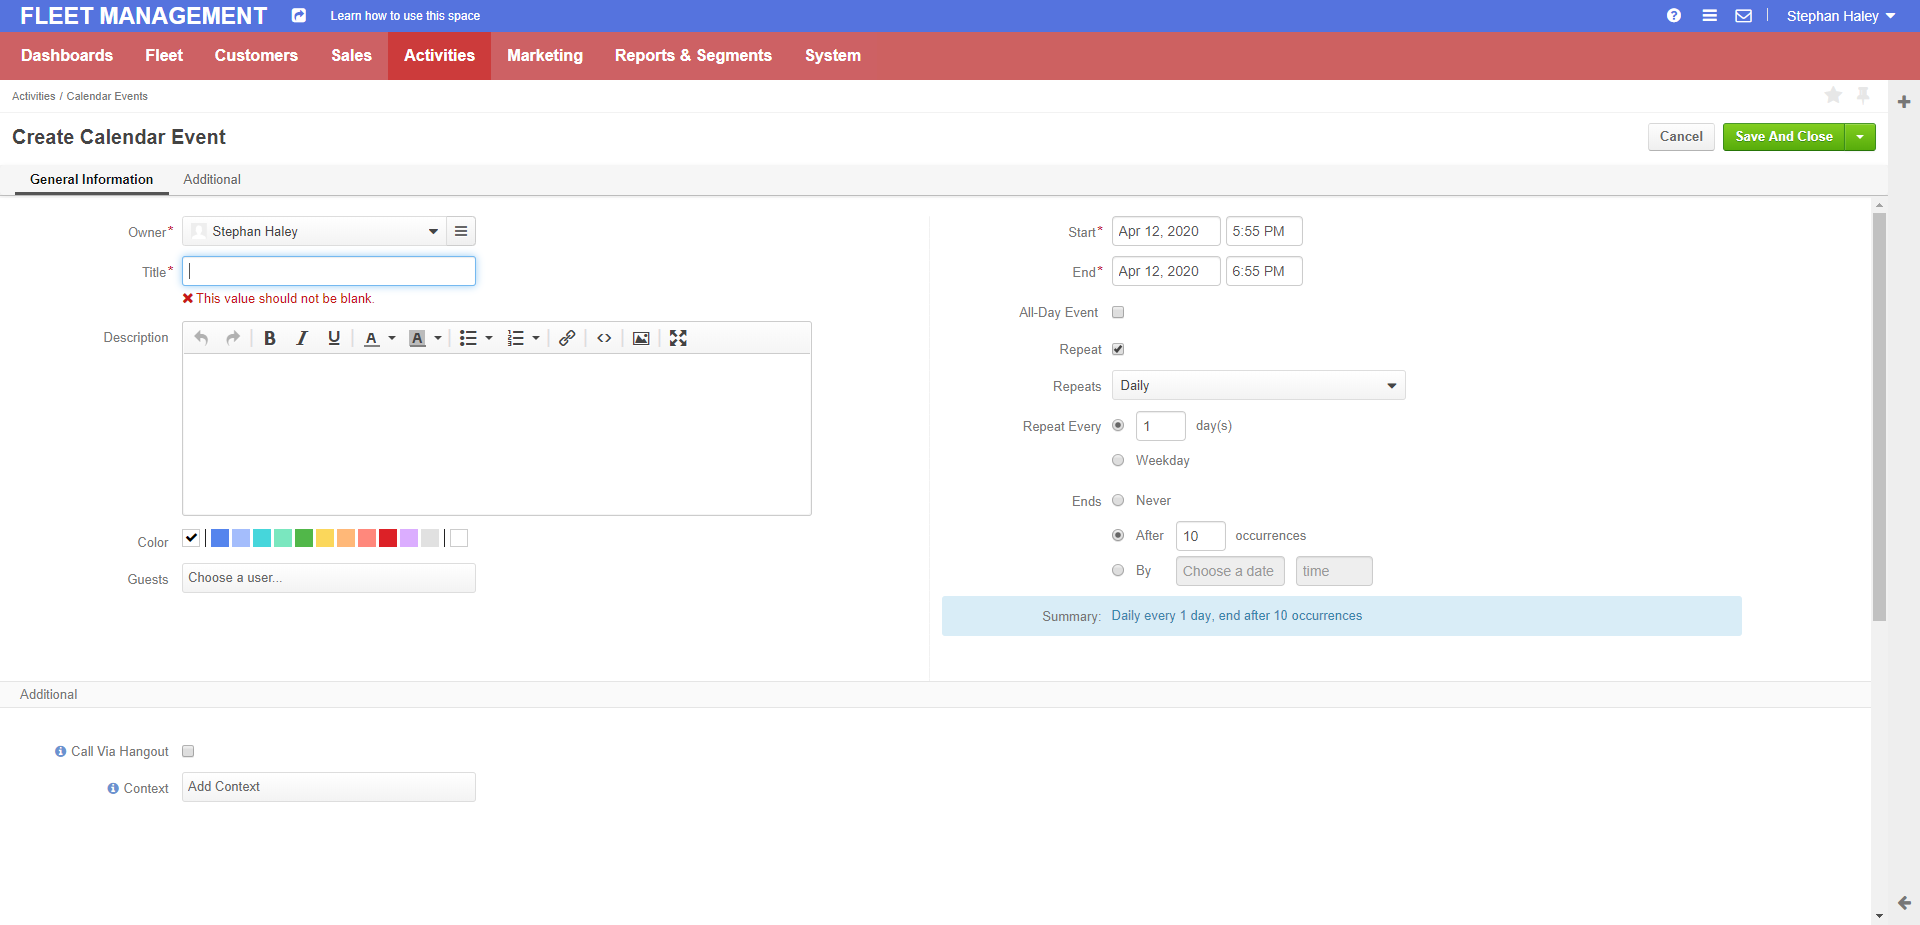 FLEET MANAGEMENT Learn how to use this space Stephan Haley
Dashboards Fleet Customers Sales Activities Marketing Reports & Segments System
Activities / Calendar Events
Create Calendar Event Cancel Save And Close
General Information Additional
Owner* Stephan Haley
Title*
This value should not be blank.
Description B I U A A
Color
Guests Choose a user...
Start* Apr 12, 2020 5:55 PM
End* Apr 12, 2020 6:55 PM
All-Day Event
Repeat
Repeats Daily
Repeat Every 1 day(s)
Weekday
Ends Never
After 10 occurrences
By Choose a date time
Summary: Daily every 1 day, end after 10 occurrences
Additional
Call Via Hangout
Context Add Context